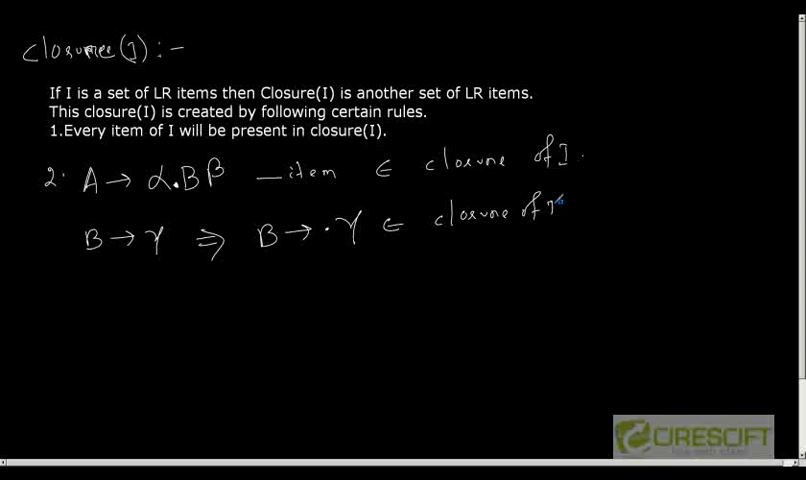 Closure(I) :-
If I is a set of LR items then Closure(I) is another set of LR items.
This closure(I) is created by following certain rules.
1.Every item of I will be present in closure(I).
2. A → α.Bβ — item ∈ closure of I.
B → γ ⇒ B → .γ ∈ closure of I
CIRESCIFT